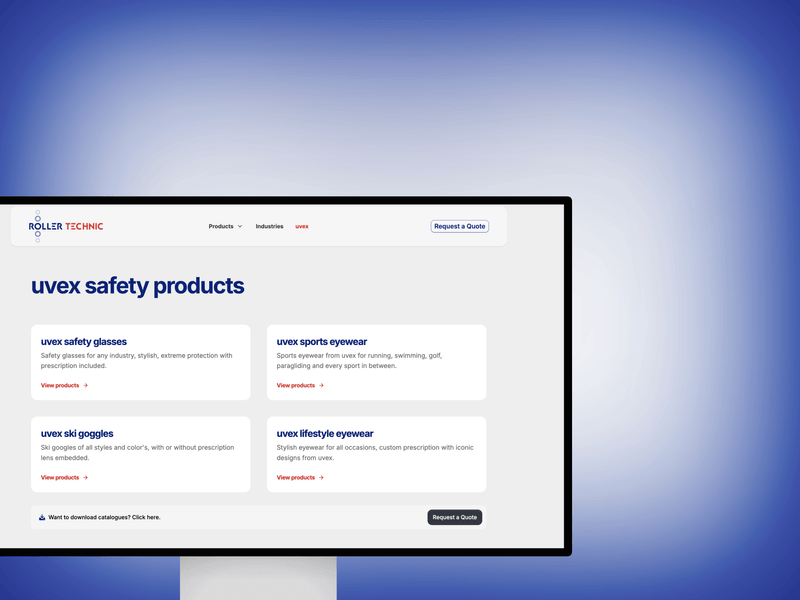 ROLLER TECHNIC
Products
Industries
uvex
Request a Quote
uvex safety products
uvex safety glasses
Safety glasses for any industry, stylish, extreme protection with
prescription included.
View products
uvex sports eyewear
Sports eyewear from uvex for running, swimming, golf,
paragliding and every sport in between.
View products
uvex ski goggles
Ski googles of all styles and color's, with or without prescription
lens embedded.
View products
uvex lifestyle eyewear
Stylish eyewear for all occasions, custom prescription with iconic
designs from uvex.
View products
Want to download catalogues? Click here.
Request a Quote